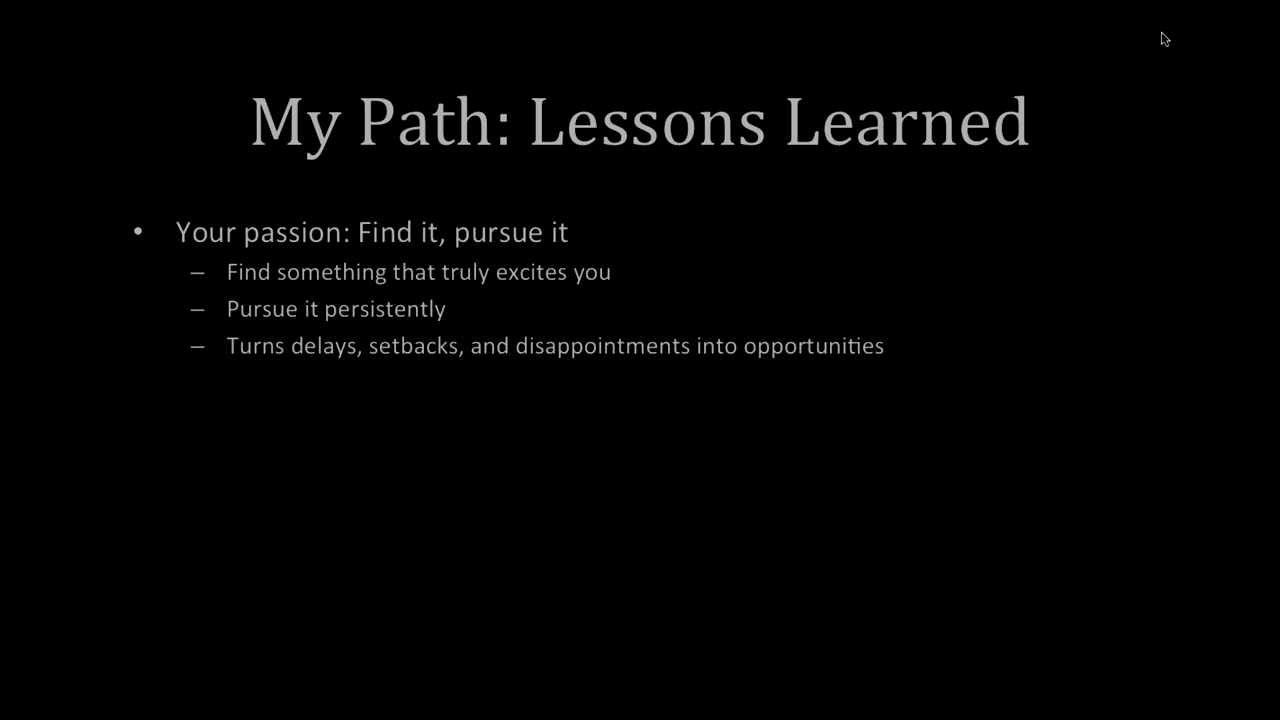 My Path: Lessons Learned
• Your passion: Find it, pursue it
– Find something that truly excites you
– Pursue it persistently
– Turns delays, setbacks, and disappointments into opportunities